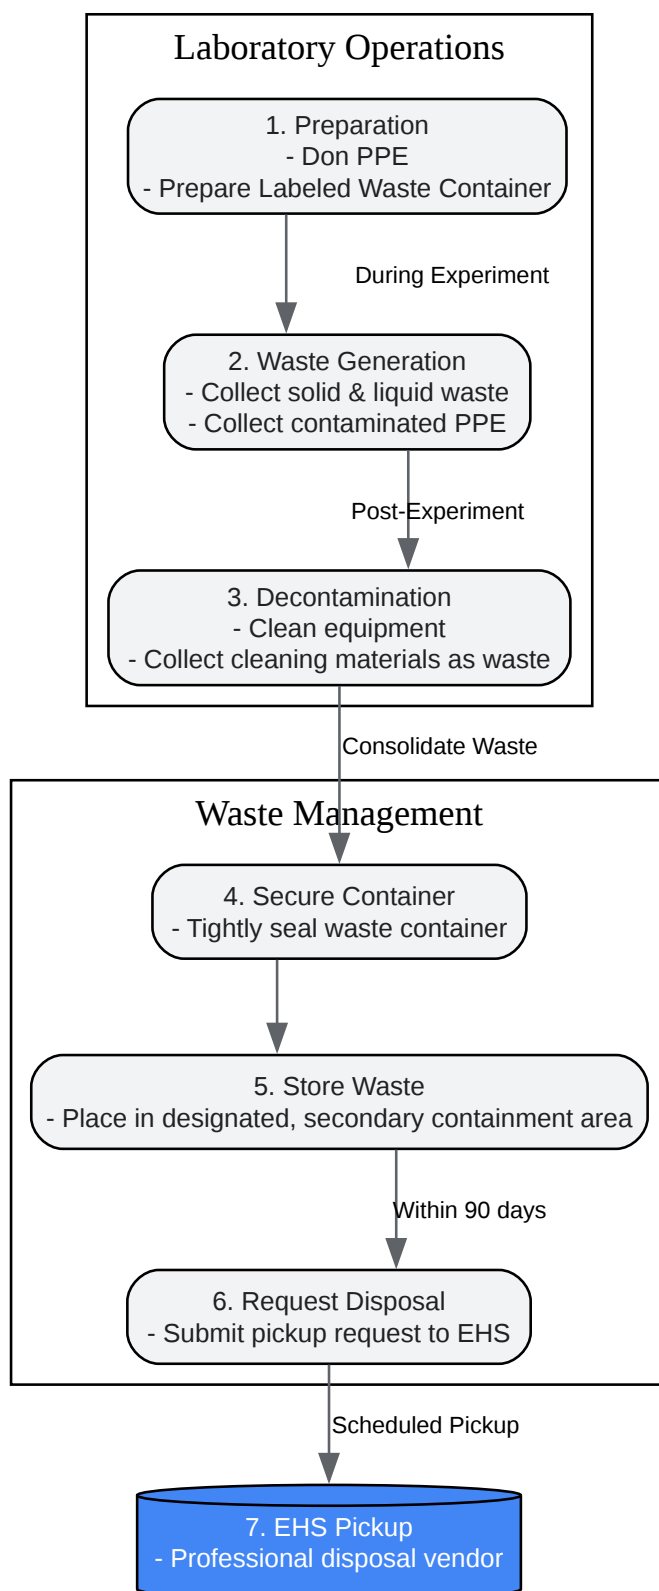 Laboratory Operations
1. Preparation
- Don PPE
- Prepare Labeled Waste Container
During Experiment
2. Waste Generation
- Collect solid & liquid waste
- Collect contaminated PPE
Post-Experiment
3. Decontamination
- Clean equipment
- Collect cleaning materials as waste
Consolidate Waste
Waste Management
4. Secure Container
- Tightly seal waste container
5. Store Waste
- Place in designated, secondary containment area
Within 90 days
6. Request Disposal
- Submit pickup request to EHS
Scheduled Pickup
7. EHS Pickup
- Professional disposal vendor